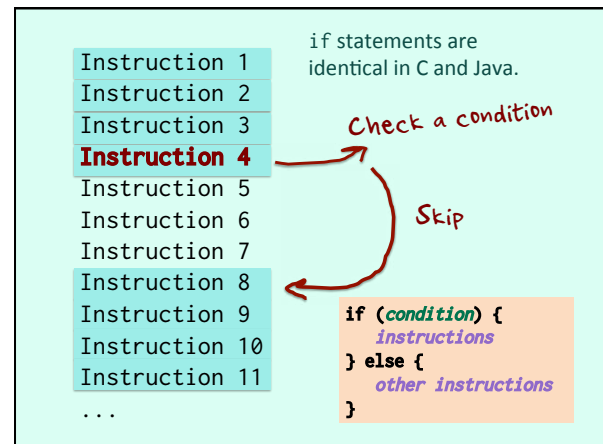 if statements are
identical in C and Java.
Instruction 1
Instruction 2
Instruction 3
Instruction 4
Instruction 5
Instruction 6
Instruction 7
Instruction 8
Instruction 9
Instruction 10
Instruction 11
...
Check a condition
Skip
if (condition) {
instructions
} else {
other instructions
}